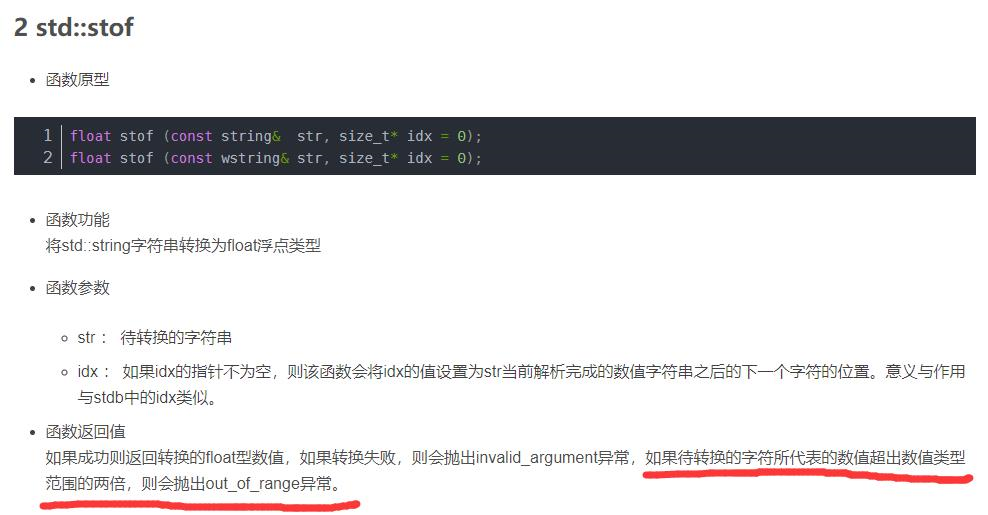 2 std::stof
函数原型
1 float stof (const string&  str, size_t* idx = 0);
2 float stof (const wstring& str, size_t* idx = 0);
函数功能
将std::string字符串转换为float浮点类型
函数参数
str： 待转换的字符串
idx： 如果idx的指针不为空，则该函数会将idx的值设置为str当前解析完成的数值字符串之后的下一个字符的位置。意义与作用
与stdb中的idx类似。
函数返回值
如果成功则返回转换的float型数值，如果转换失败，则会抛出invalid_argument异常，如果待转换的字符所代表的数值超出数值类型
范围的两倍，则会抛出out_of_range异常。